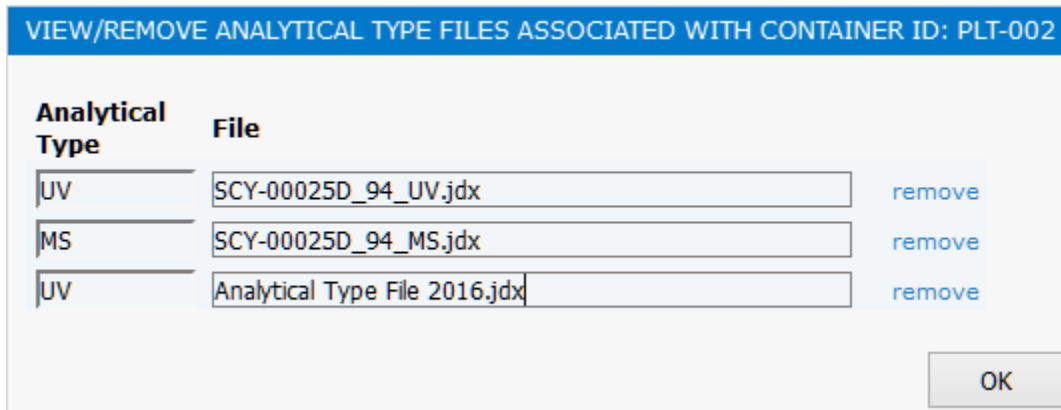 VIEW/REMOVE ANALYTICAL TYPE FILES ASSOCIATED WITH CONTAINER ID: PLT-002
Analytical
Type
File
UV SCY-00025D_94_UV.jdx remove
MS SCY-00025D_94_MS.jdx remove
UV Analytical Type File 2016.jdx remove
OK